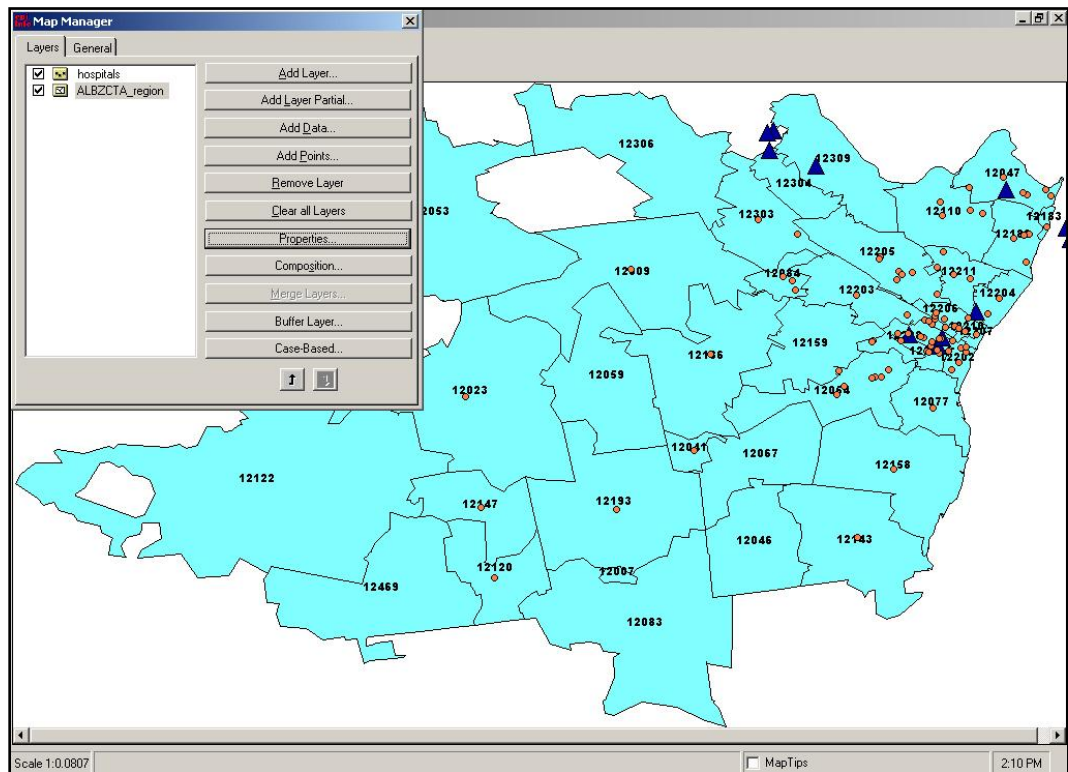 Map Manager
Layers General
hospitals
ALBZCTA_region
Add Layer...
Add Layer Partial...
Add Data...
Add Points...
Remove Layer
Clear all Layers
Properties...
Composition...
Merge Layers...
Buffer Layer...
Case-Based...
12306
12309
12304
12047
12053
12303
12110
12183
12205
12211
12203
12204
12206
12136
12159
12059
12202
12023
12054
12077
12041
12067
12158
12122
12147
12193
12046
12143
12120
12007
12469
12083
Scale 1:0.0807
MapTips
2:10 PM